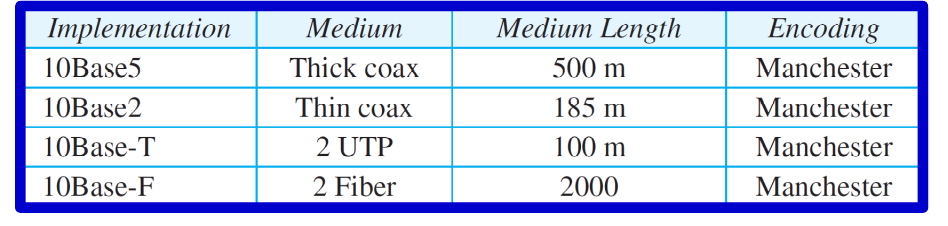 Implementation Medium Medium Length Encoding
10Base5 Thick coax 500 m Manchester
10Base2 Thin coax 185 m Manchester
10Base-T 2 UTP 100 m Manchester
10Base-F 2 Fiber 2000 Manchester